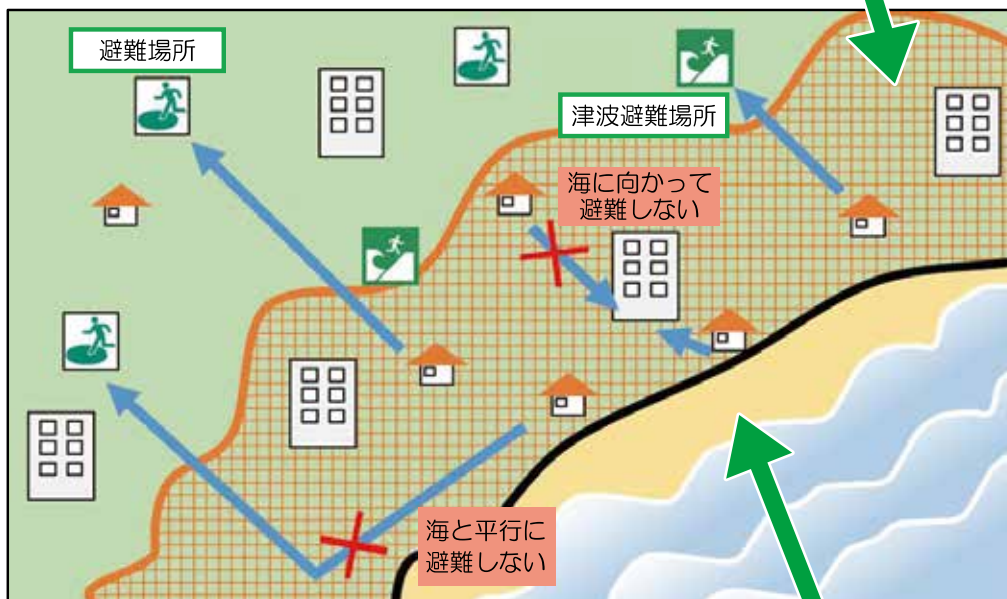 避難場所
津波避難場所
海に向かって
避難しない
海と平行に
避難しない